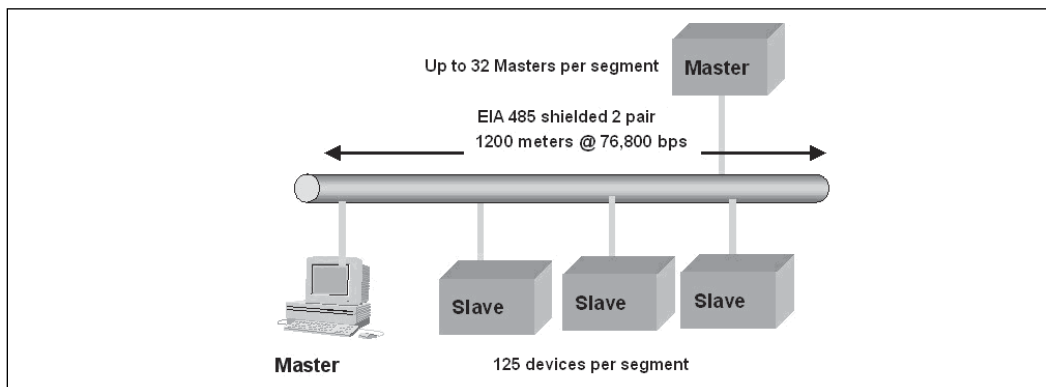 Up to 32 Masters per segment
Master
EIA 485 shielded 2 pair
1200 meters @ 76,800 bps
Slave
Slave
Slave
Master
125 devices per segment